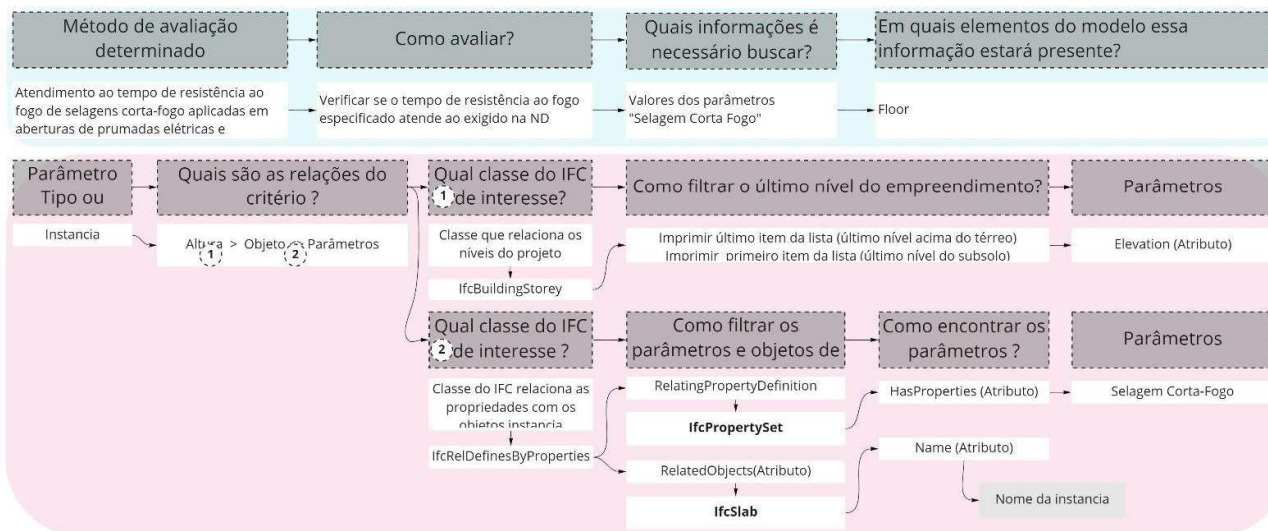 Método de avaliação
determinado
Como avaliar?
Quais informações é
necessário buscar?
Em quais elementos do modelo essa
informação estará presente?
Atendimento ao tempo de resistência ao
fogo de selagens corta-fogo aplicadas em
aberturas de prumadas elétricas e
Verificar se o tempo de resistência ao fogo
especificado atende ao exigido na ND
Valores dos parâmetros
"Selagem Corta Fogo"
Floor
Parâmetro
Tipo ou
Quais são as relações do
critério ?
Qual classe do IFC
1 de interesse?
Como filtrar o último nível do empreendimento?
Parâmetros
Instancia
Altura > Objeto Parâmetros
1 2
Classe que relaciona os
níveis do projeto
IfcBuildingStorey
Imprimir último item da lista (último nível acima do térreo)
Imprimir primeiro item da lista (último nível do subsolo)
Elevation (Atributo)
Qual classe do IFC
2 de interesse ?
Como filtrar os
parâmetros e objetos de
Como encontrar os
parâmetros ?
Parâmetros
Classe do IFC relaciona as
propriedades com os
objetos instancia
IfcRelDefinesByProperties
RelatingPropertyDefinition
IfcPropertySet
HasProperties (Atributo)
Selagem Corta-Fogo
RelatedObjects(Atributo)
IfcSlab
Name (Atributo)
Nome da instancia